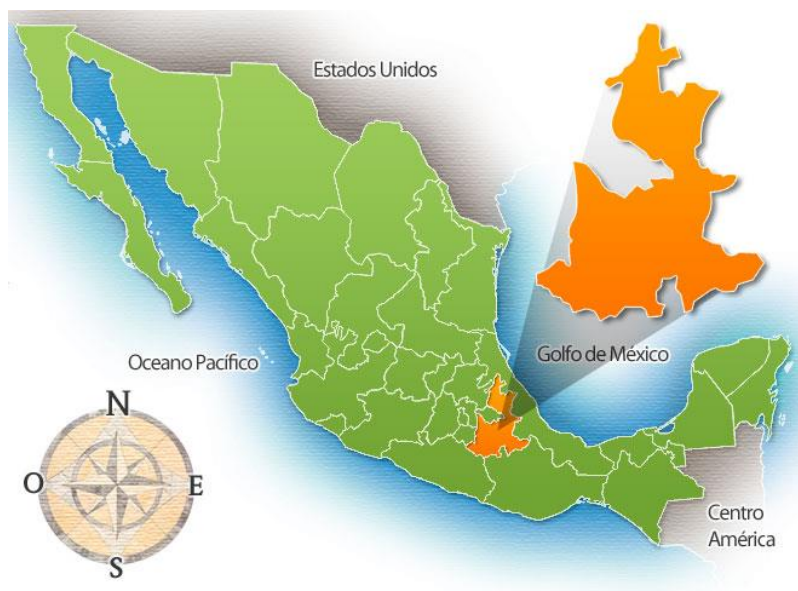 Estados Unidos
Golfo de México
Oceano Pacífico
N
O
E
S
Centro
América